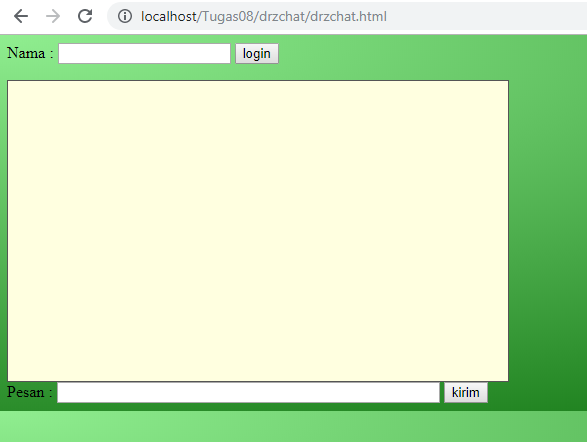 localhost/Tugas08/drzchat/drzchat.html
Nama : login
Pesan : kirim